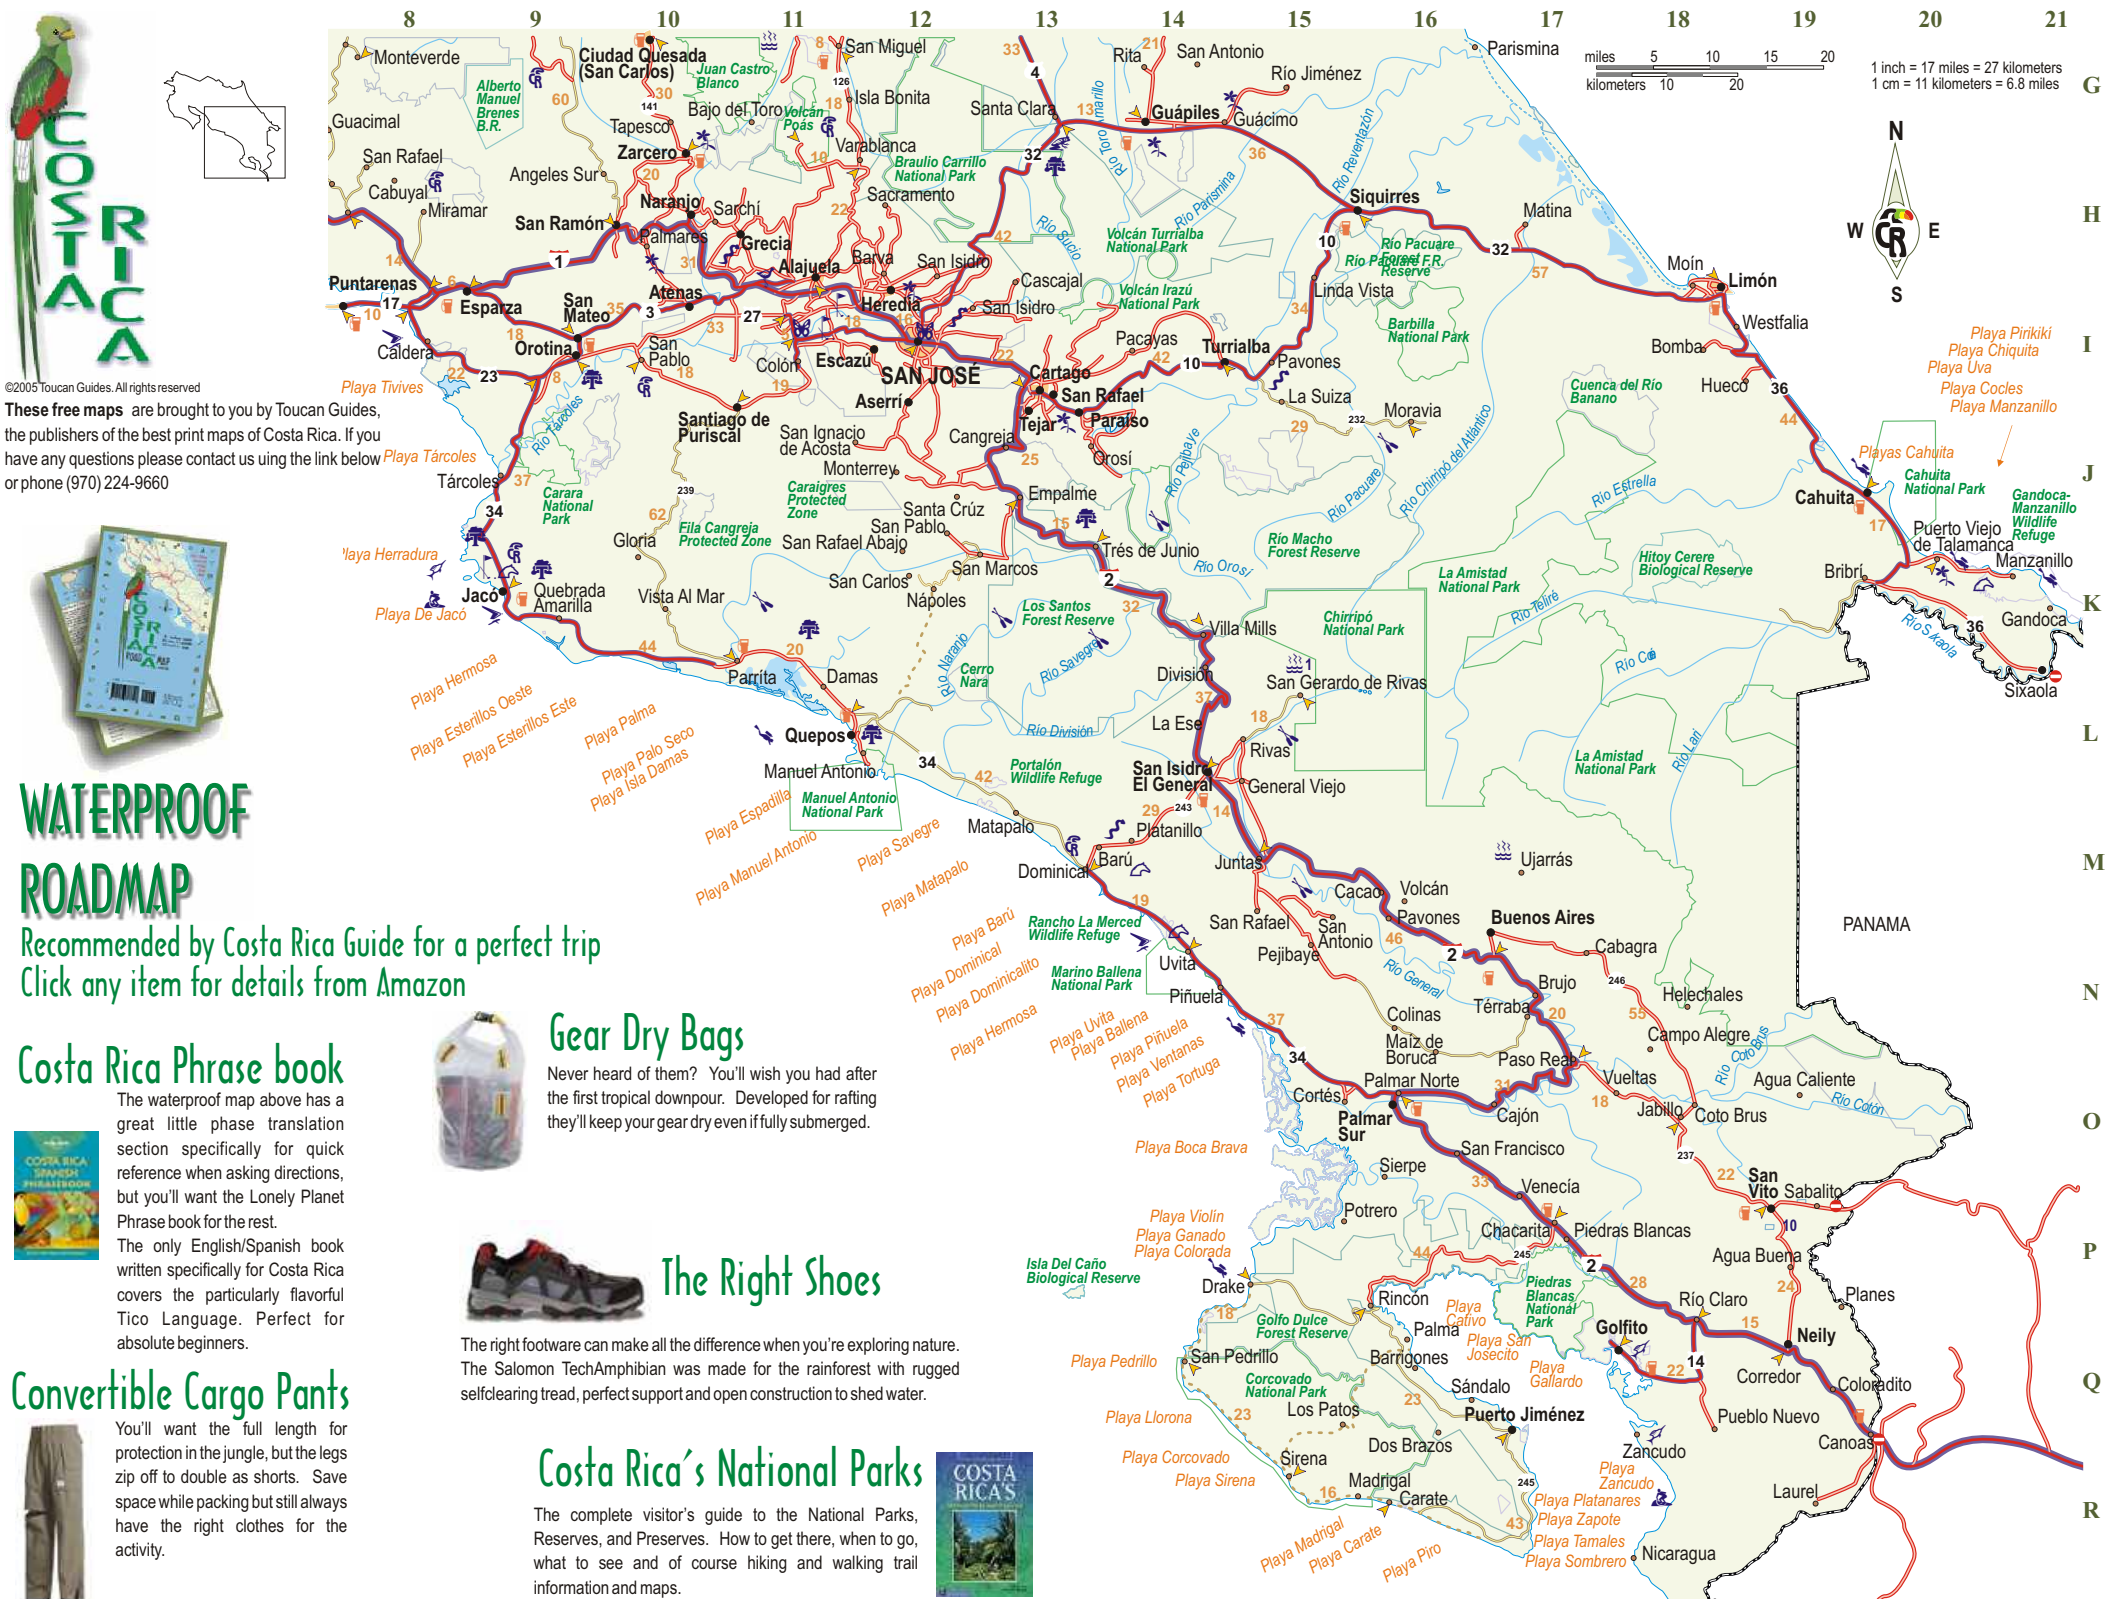 8 9 10 11 12 13 14 15 16 17 18 19 20 21
G
H
I
J
K
L
M
N
O
P
Q
R
COSTA
RICA
©2005 Toucan Guides. All rights reserved
These free maps are brought to you by Toucan Guides,
the publishers of the best print maps of Costa Rica. If you
have any questions please contact us uing the link below
or phone (970) 224-9660
WATERPROOF
ROADMAP
Recommended by Costa Rica Guide for a perfect trip
Click any item for details from Amazon
Costa Rica Phrase book
The waterproof map above has a
great little phase translation
section specifically for quick
reference when asking directions,
but you'll want the Lonely Planet
Phrase book for the rest.
The only English/Spanish book
written specifically for Costa Rica
covers the particularly flavorful
Tico Language. Perfect for
absolute beginners.
COSTA RICA
SPANISH
PHRASEBOOK
Convertible Cargo Pants
You'll want the full length for
protection in the jungle, but the legs
zip off to double as shorts. Save
space while packing but still always
have the right clothes for the
activity.
Gear Dry Bags
Never heard of them? You'll wish you had after
the first tropical downpour. Developed for rafting
they'll keep your gear dry even if fully submerged.
The Right Shoes
The right footware can make all the difference when you're exploring nature.
The Salomon TechAmphibian was made for the rainforest with rugged
selfclearing tread, perfect support and open construction to shed water.
Costa Rica's National Parks
The complete visitor's guide to the National Parks,
Reserves, and Preserves. How to get there, when to go,
what to see and of course hiking and walking trail
information and maps.
COSTA
RICA'S
miles 5 10 15 20
kilometers 10 20
1 inch = 17 miles = 27 kilometers
1 cm = 11 kilometers = 6.8 miles
N
W E
S
Monteverde
Ciudad Quesada
(San Carlos)
San Miguel
Rita
San Antonio
Parismina
Río Jiménez
Juan Castro
Blanco
Alberto
Manuel
Brenes
B.R.
Bajo del Toro
Volcán
Poás
Isla Bonita
Santa Clara
Guápiles
Guácimo
Guacimal
Tapesco
Zarcero
Varablanca
Braulio Carrillo
National Park
San Rafael
Cabuyal
Miramar
Angeles Sur
Sacramento
Naranjo
Sarchí
San Ramón
Palmares
Grecia
Siquirres
Matina
Río Toro Amarillo
Río Parismina
Río Reventazón
Río Sucio
Volcán Turrialba
National Park
Río Pacuare
Forest
Reserve
Río Pacuare F.R.
Moín
Limón
Puntarenas
Esparza
San
Mateo
Atenas
Alajuela
Barva
San Isidro
Heredia
Cascajal
San Isidro
Volcán Irazú
National Park
Linda Vista
Barbilla
National Park
Westfalia
Bomba
Hueco
Caldera
Orotina
San
Pablo
Colón
Escazú
SAN JOSÉ
Pacayas
Turrialba
Pavones
Cartago
San Rafael
Paraíso
Tejar
La Suiza
Moravia
Cuenca del Río
Banano
Playa Pirikiki
Playa Chiquita
Playa Uva
Playa Cocles
Playa Manzanillo
Playa Tivives
Santiago de
Puriscal
Aserrí
San Ignacio
de Acosta
Cangreja
Monterrey
Orosí
Playa Tárcoles
Tárcoles
Río Tárcoles
Carara
National
Park
Caraigres
Protected
Zone
Fila Cangreja
Protected Zone
Santa Crúz
San Pablo
San Rafael Abajo
Empalme
Trés de Junio
San Marcos
San Carlos
Nápoles
Río Pejibaye
Río Pacuare
Río Chirripó del Atlántico
Río Estrella
Río Macho
Forest Reserve
Río Orosí
Playas Cahuita
Cahuita
Cahuita
National Park
Gandoca-
Manzanillo
Wildlife
Refuge
Puerto Viejo
de Talamanca
Manzanillo
Bribrí
Gandoca
Sixaola
Río Sixaola
Hitoy Cerere
Biological Reserve
La Amistad
National Park
Río Teliré
Río Lari
Playa De Jacó
Jacó
Quebrada
Amarilla
Gloria
Vista Al Mar
Parríta
Damas
Quepos
Manuel Antonio
Manuel Antonio
National Park
Los Santos
Forest Reserve
Cerro
Nara
Río Naranjo
Río Savegre
Río División
Villa Mills
División
La Ese
Chirripó
National Park
San Gerardo de Rivas
Rivas
General Viejo
San Isidro
El General
Portalón
Wildlife Refuge
La Amistad
National Park
Playa Hermosa
Playa Esterillos Oeste
Playa Esterillos Este
Playa Palma
Playa Palo Seco
Playa Isla Damas
Playa Espadilla
Playa Manuel Antonio
Playa Savegre
Playa Matapalo
Playa Barú
Playa Dominical
Playa Dominicalito
Playa Hermosa
Playa Uvita
Playa Ballena
Playa Piñuela
Playa Ventanas
Playa Tortuga
Matapalo
Platanillo
Barú
Dominical
Juntas
Ujarrás
Cacao
Volcán
Pavones
Buenos Aires
Cabagra
San Rafael
San
Antonio
Pejibaye
Rancho La Merced
Wildlife Refuge
Uvita
Marino Ballena
National Park
Piñuela
Río General
Brujo
Térraba
Helechales
Campo Alegre
PANAMA
Colinas
Maíz de
Boruca
Paso Real
Palmar Norte
Cortés
Palmar
Sur
Cajón
Vueltas
Jabillo
Coto Brus
Río Coto Brus
Agua Caliente
Río Cotón
San Francisco
Sierpe
Venecía
Potrero
Chacarita
Piedras Blancas
San
Vito
Sabalito
Agua Buena
Planes
Playa Boca Brava
Playa Violín
Playa Ganado
Playa Colorada
Isla Del Caño
Biological Reserve
Drake
Rincón
Palma
Barrigones
Golfo Dulce
Forest Reserve
Piedras
Blancas
National
Park
Playa
Cativo
Playa San
Josecito
Playa
Gallardo
Río Claro
Golfito
Neily
Corredor
Coloradito
Canoas
Pueblo Nuevo
Laurel
Zancudo
Playa
Zancudo
Nicaragua
San Pedrillo
Playa Pedrillo
Playa Llorona
Playa Corcovado
Playa Sirena
Corcovado
National Park
Los Patos
Sirena
Sándalo
Puerto Jiménez
Dos Brazos
Madrigal
Carate
Playa Madrigal
Playa Carate
Playa Piro
Playa Platanares
Playa Zapote
Playa Tamales
Playa Sombrero